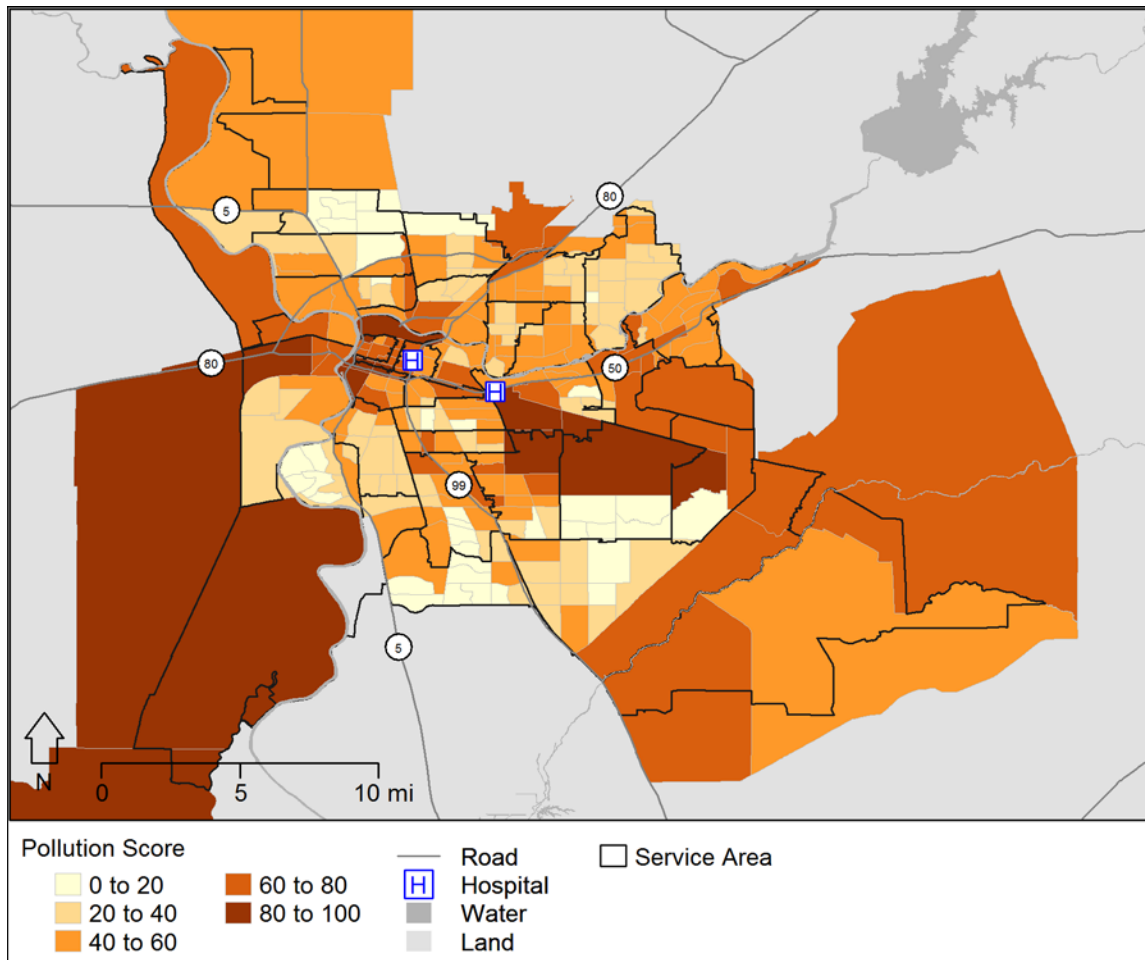 80
5
80
50
H
H
99
5
N
0 5 10 mi
Pollution Score
0 to 20
20 to 40
40 to 60
60 to 80
80 to 100
Road
H Hospital
Water
Land
Service Area